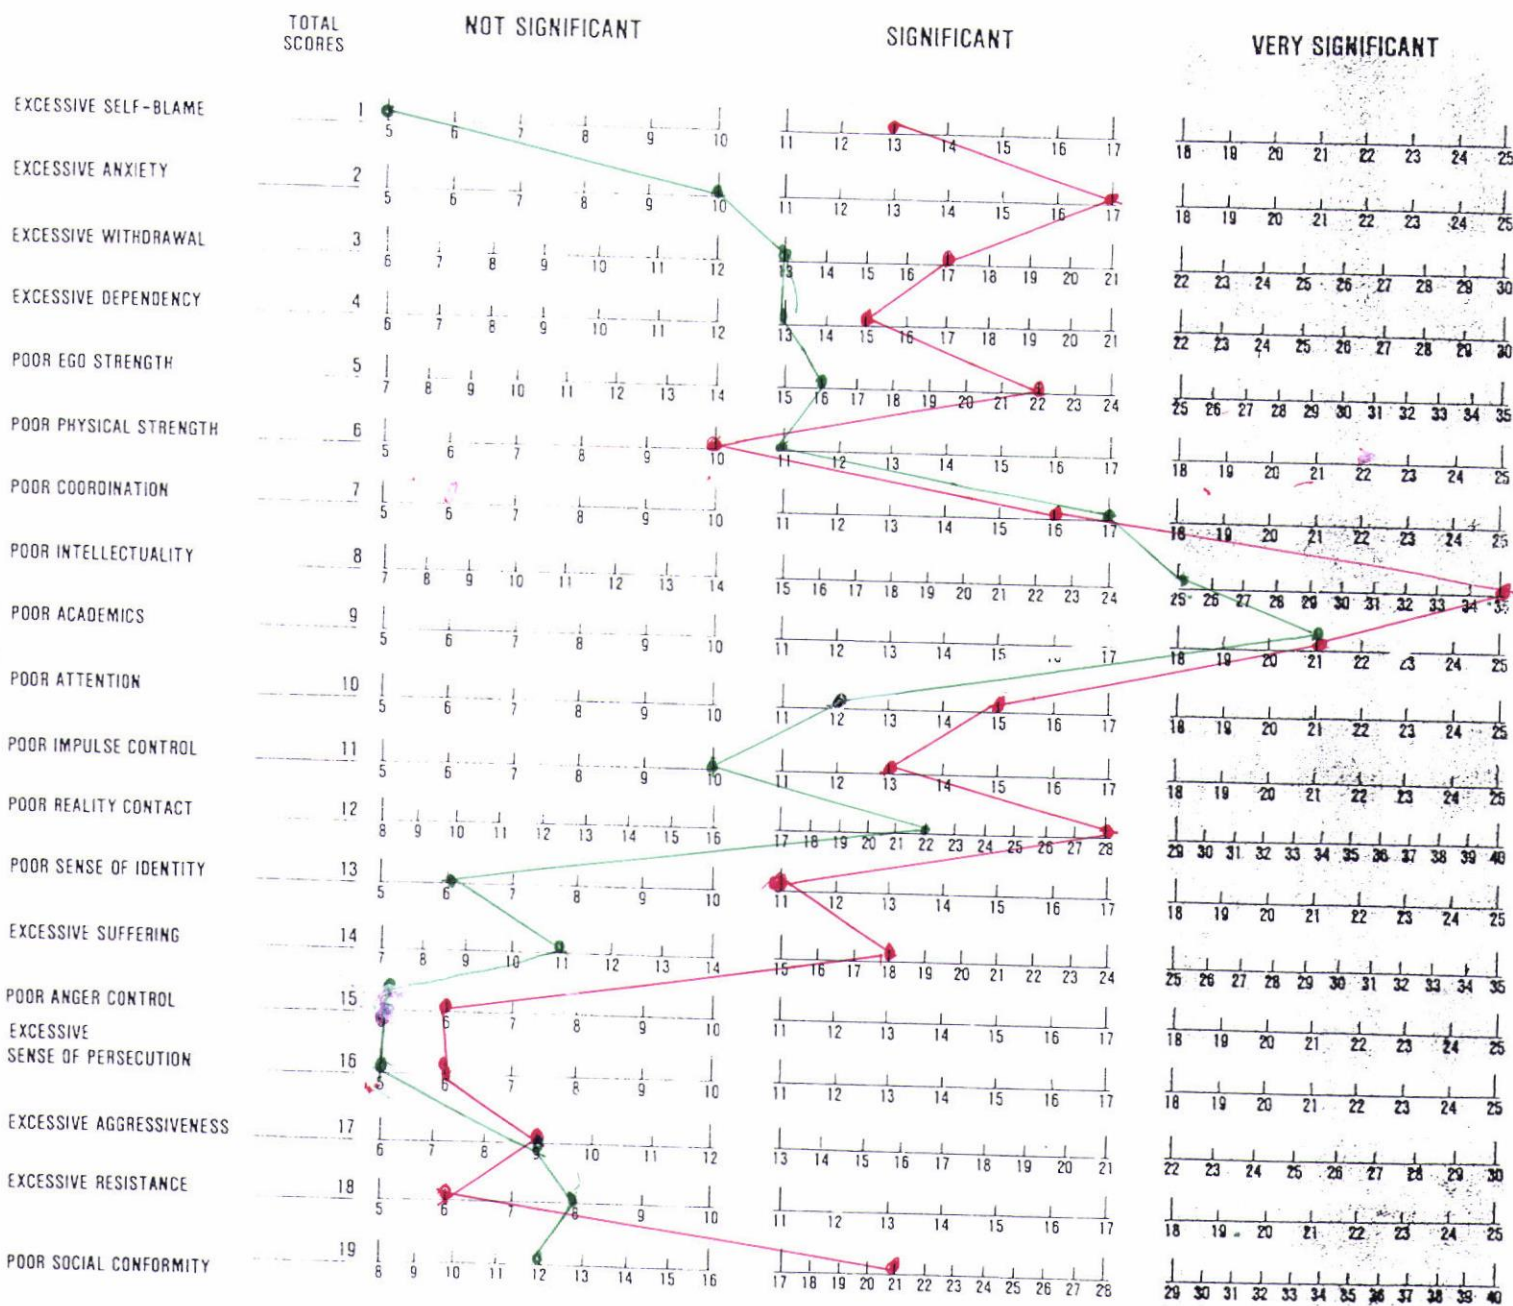 TOTAL SCORES NOT SIGNIFICANT SIGNIFICANT VERY SIGNIFICANT
EXCESSIVE SELF-BLAME 1 5 6 7 8 9 10 11 12 13 14 15 16 17 18 19 20 21 22 23 24 25
EXCESSIVE ANXIETY 2 5 6 7 8 9 10 11 12 13 14 15 16 17 18 19 20 21 22 23 24 25
EXCESSIVE WITHDRAWAL 3 6 7 8 9 10 11 12 13 14 15 16 17 18 19 20 21 22 23 24 25 26 27 28 29 30
EXCESSIVE DEPENDENCY 4 6 7 8 9 10 11 12 13 14 15 16 17 18 19 20 21 22 23 24 25 26 27 28 29 30
POOR EGO STRENGTH 5 7 8 9 10 11 12 13 14 15 16 17 18 19 20 21 22 23 24 25 26 27 28 29 30 31 32 33 34 35
POOR PHYSICAL STRENGTH 6 5 6 7 8 9 10 11 12 13 14 15 16 17 18 19 20 21 22 23 24 25
POOR COORDINATION 7 5 6 7 8 9 10 11 12 13 14 15 16 17 18 19 20 21 22 23 24 25
POOR INTELLECTUALITY 8 7 8 9 10 11 12 13 14 15 16 17 18 19 20 21 22 23 24 25 26 27 28 29 30 31 32 33 34 35
POOR ACADEMICS 9 5 6 7 8 9 10 11 12 13 14 15 17 18 19 20 21 22 24 25
POOR ATTENTION 10 5 6 7 8 9 10 11 12 13 14 15 16 17 18 19 20 21 22 23 24 25
POOR IMPULSE CONTROL 11 5 6 7 8 9 10 11 12 13 14 15 16 17 18 19 20 21 22 23 24 25
POOR REALITY CONTACT 12 8 9 10 11 12 13 14 15 16 17 18 19 20 21 22 23 24 25 26 27 28 29 30 31 32 33 34 35 36 37 38 39 40
POOR SENSE OF IDENTITY 13 5 6 7 8 9 10 11 12 13 14 15 16 17 18 19 20 21 22 23 24 25
EXCESSIVE SUFFERING 14 7 8 9 10 11 12 13 14 15 16 17 18 19 20 21 22 23 24 25 26 27 28 29 30 31 32 33 34 35
POOR ANGER CONTROL 15 6 7 8 9 10 11 12 13 14 15 16 17 18 19 20 21 22 23 24 25
EXCESSIVE
SENSE OF PERSECUTION 16 5 6 7 8 9 10 11 12 13 14 15 16 17 18 19 20 21 22 23 24 25
EXCESSIVE AGGRESSIVENESS 17 6 7 8 9 10 11 12 13 14 15 16 17 18 19 20 21 22 23 24 25 26 27 28 29 30
EXCESSIVE RESISTANCE 18 5 6 7 8 9 10 11 12 13 14 15 16 17 18 19 20 21 22 23 24 25
POOR SOCIAL CONFORMITY 19 8 9 10 11 12 13 14 15 16 17 18 19 20 21 22 23 24 25 26 27 28 29 30 31 32 33 34 35 36 37 38 39 40